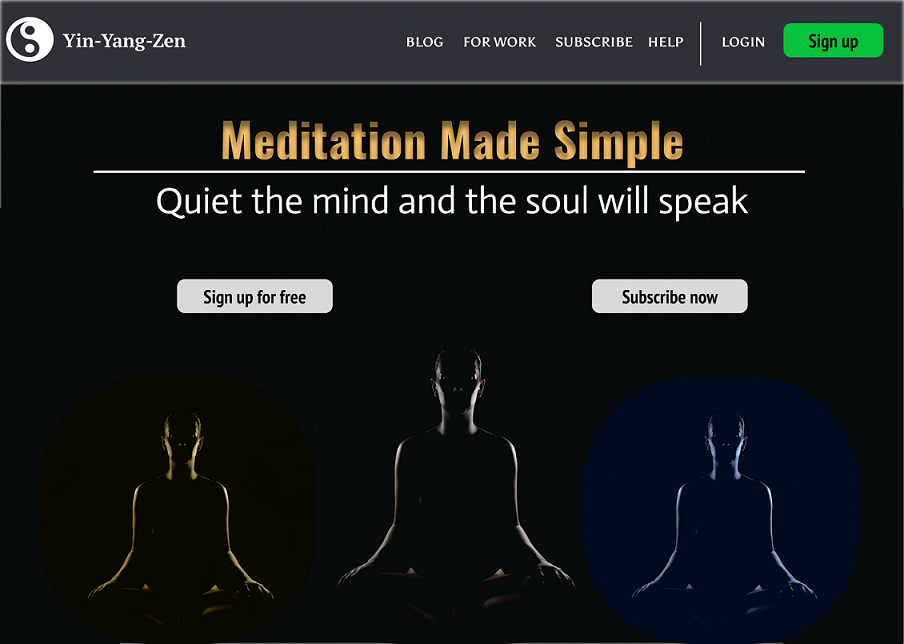 Yin-Yang-Zen BLOG FOR WORK SUBSCRIBE HELP LOGIN Sign up
Meditation Made Simple
Quiet the mind and the soul will speak
Sign up for free Subscribe now